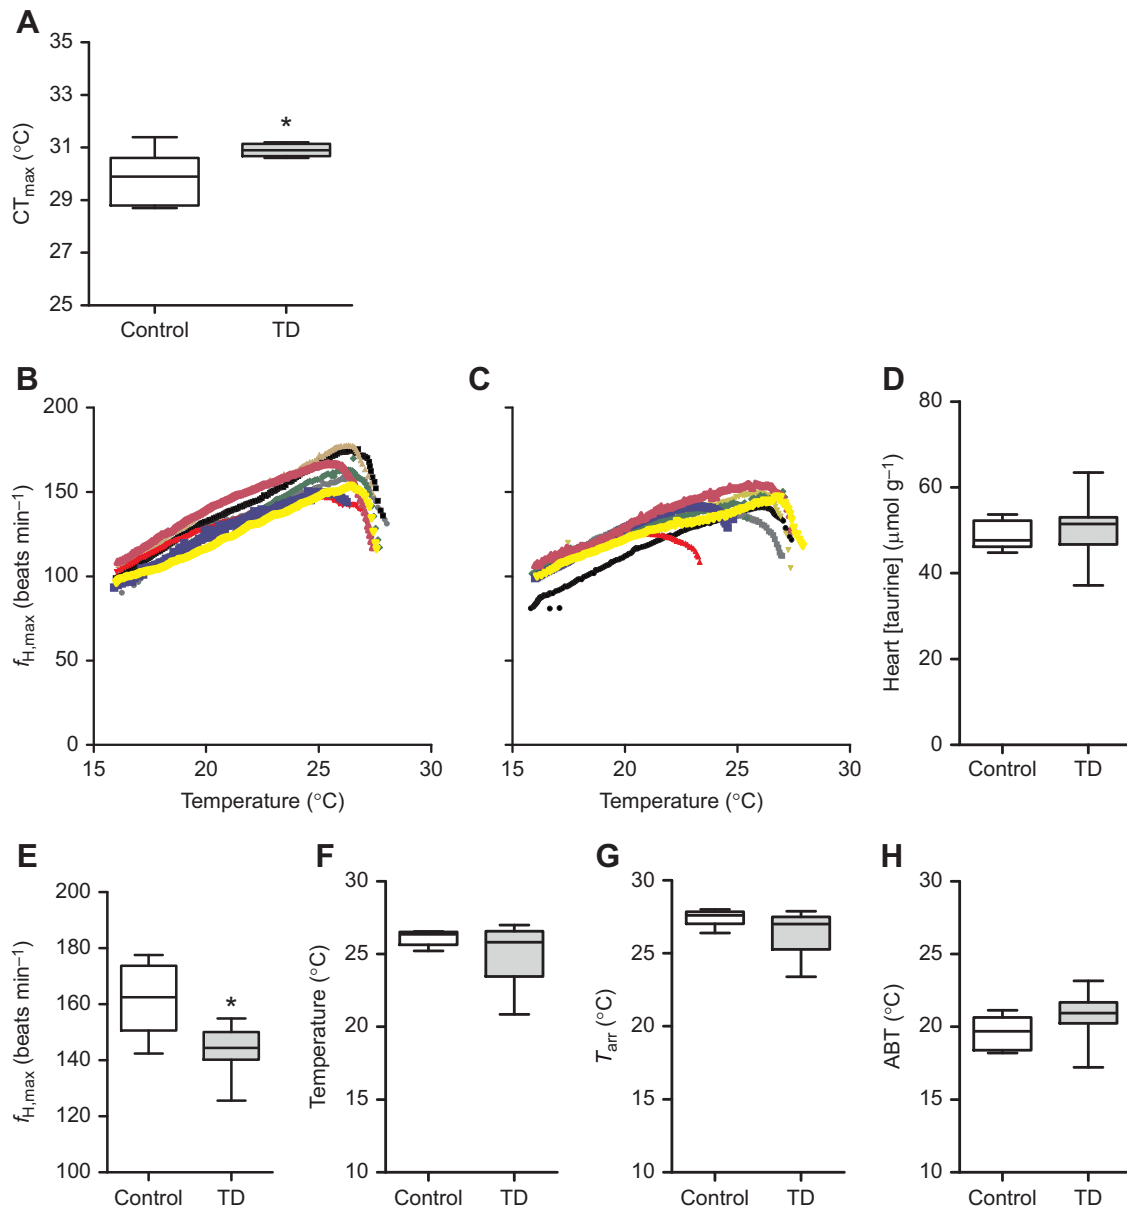 A
35
33
31
29
27
25
CTmax (°C)
*
Control TD
B
200
150
100
50
0
fH,max (beats min−1)
15 20 25 30
Temperature (°C)
C
15 20 25 30
Temperature (°C)
D
80
60
40
20
0
Heart [taurine] (μmol g−1)
Control TD
E
200
180
160
140
120
100
fH,max (beats min−1)
*
Control TD
F
30
25
20
15
10
Temperature (°C)
Control TD
G
30
25
20
15
10
Tarr (°C)
Control TD
H
30
25
20
15
10
ABT (°C)
Control TD